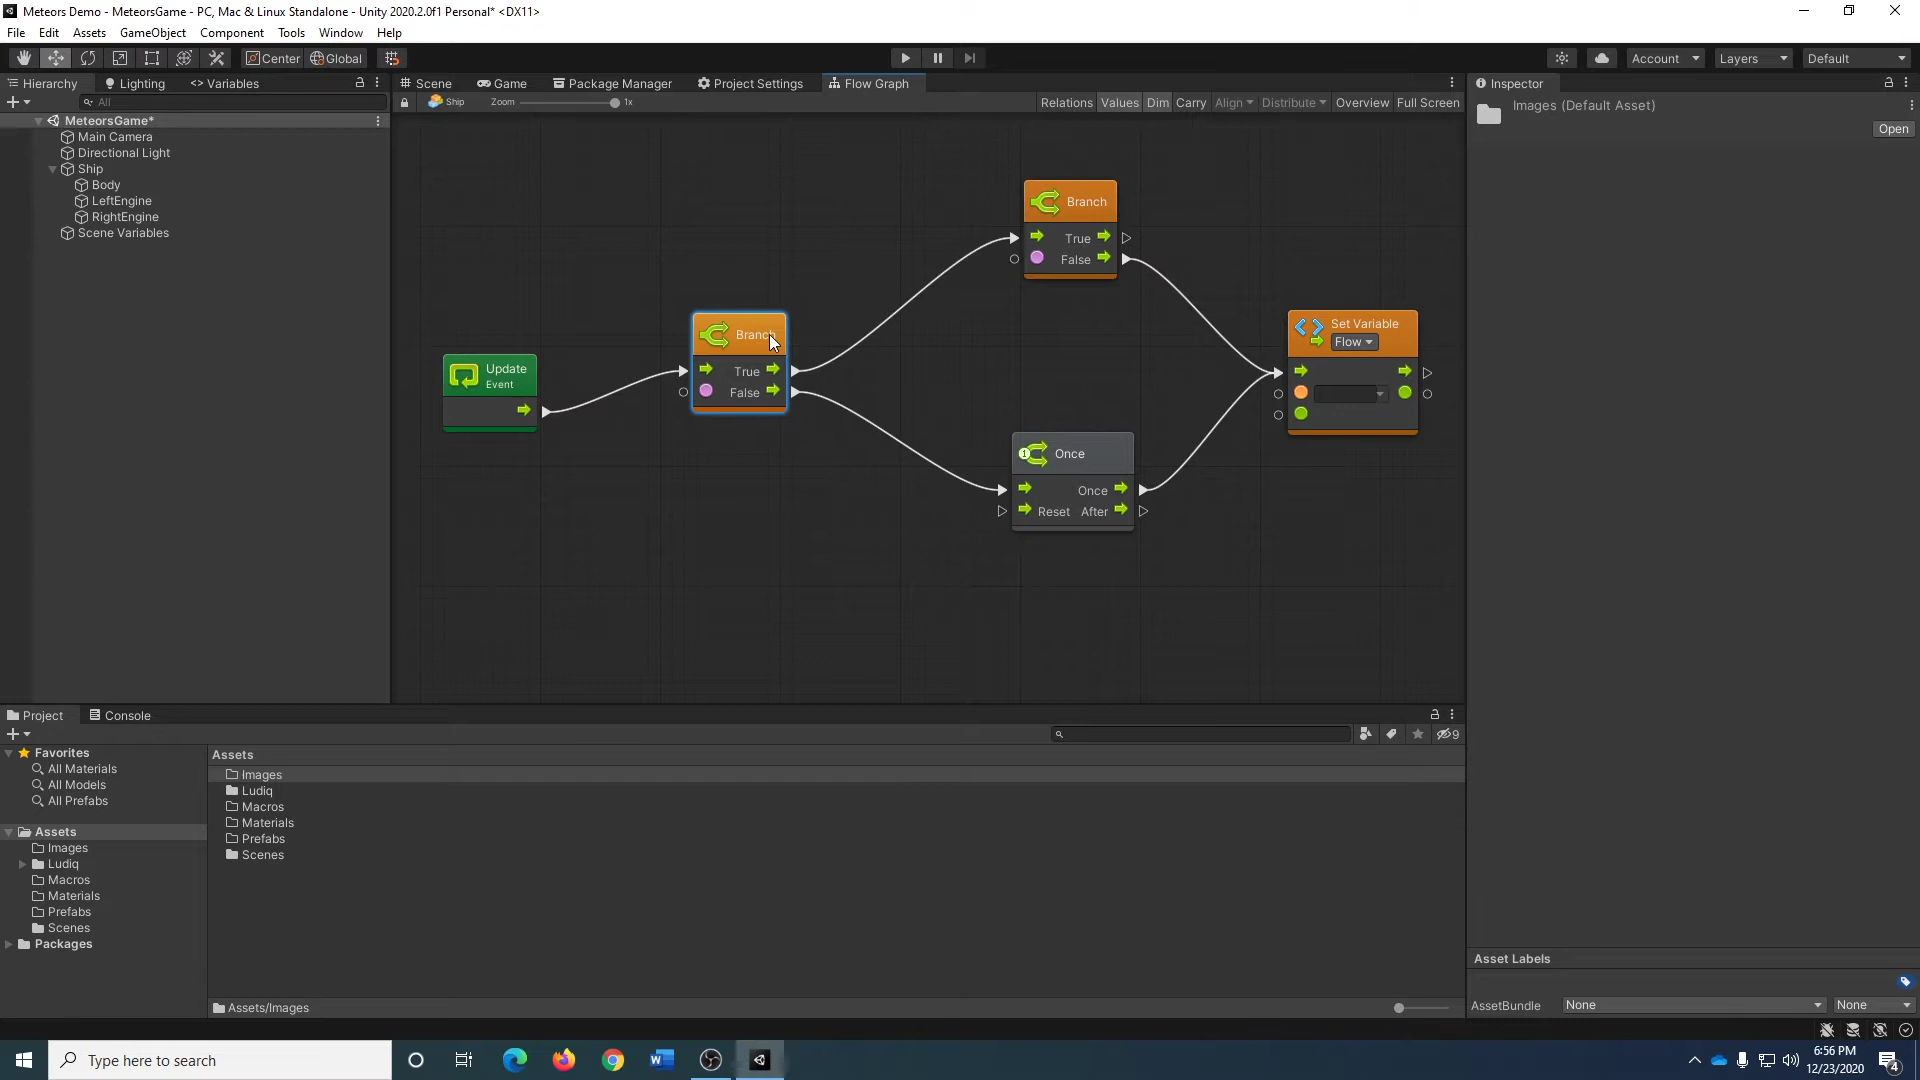 Meteors Demo - MeteorsGame - PC, Mac & Linux Standalone - Unity 2020.2.0f1 Personal* <DX11>
File Edit Assets GameObject Component Tools Window Help
Center Global Account Layers Default
Hierarchy Lighting <> Variables Scene Game Package Manager Project Settings Flow Graph Inspector
All Ship Zoom 1x Relations Values Dim Carry Align Distribute Overview Full Screen
Images (Default Asset)
Open
MeteorsGame*
Main Camera
Directional Light
Ship
Body
LeftEngine
RightEngine
Scene Variables
Branch
True
False
Set Variable
Flow
Branch
True
False
Update
Event
Once
1
Once
Reset After
Project Console
9
Favorites
All Materials
All Models
All Prefabs
Assets
Images
Ludiq
Macros
Materials
Prefabs
Scenes
Packages
Assets
Images
Ludiq
Macros
Materials
Prefabs
Scenes
Assets/Images
Asset Labels
AssetBundle None None
Type here to search
6:56 PM
12/23/2020
4